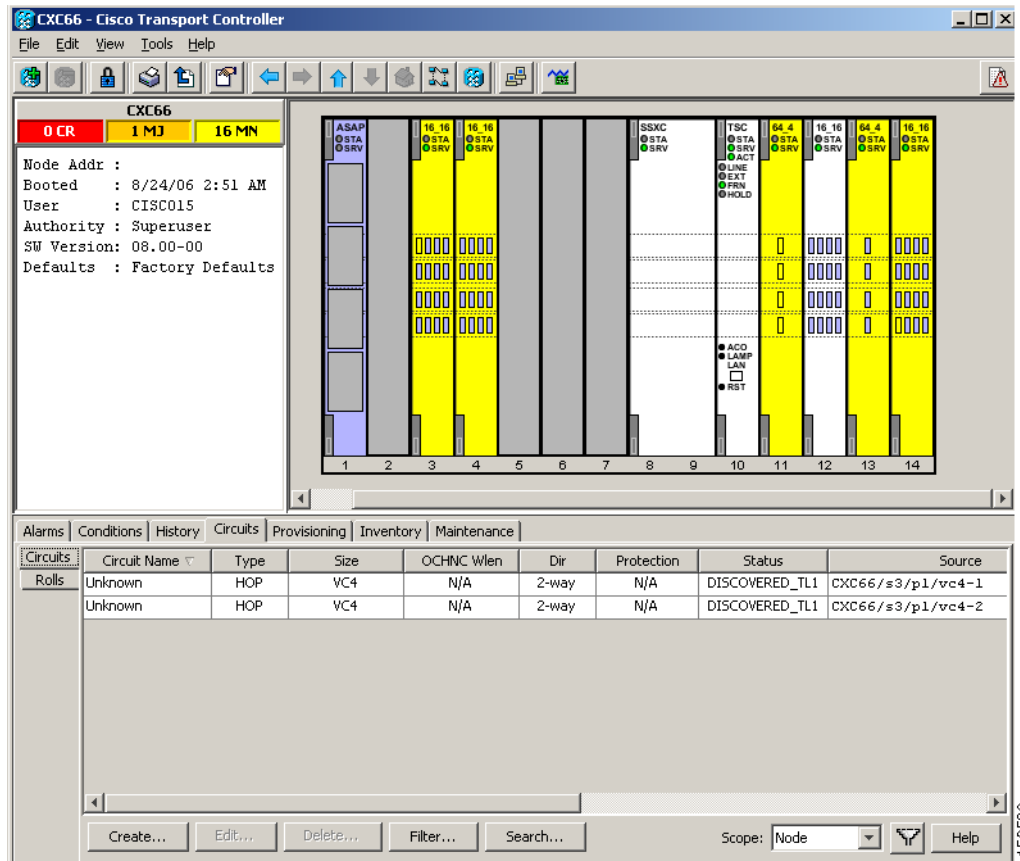 CXC66 - Cisco Transport Controller
File Edit View Tools Help
CXC66
0 CR 1 MJ 16 MN
Node Addr :
Booted : 8/24/06 2:51 AM
User : CISCO15
Authority : Superuser
SW Version: 08.00-00
Defaults : Factory Defaults
ASAP 16_16 16_16 SSXC TSC 64_4 16_16 64_4 16_16
STA STA STA STA STA STA STA STA STA
SRV SRV SRV SRV SRV SRV SRV SRV SRV
ACT
LINE
EXT
FRN
HOLD
ACO
LAMP
LAN
RST
1 2 3 4 5 6 7 8 9 10 11 12 13 14
Alarms Conditions History Circuits Provisioning Inventory Maintenance
Circuits
Rolls
Circuit Name Type Size OCHNC Wlen Dir Protection Status Source
Unknown HOP VC4 N/A 2-way N/A DISCOVERED_TL1 CXC66/s3/p1/vc4-1
Unknown HOP VC4 N/A 2-way N/A DISCOVERED_TL1 CXC66/s3/p1/vc4-2
Create... Edit... Delete... Filter... Search... Scope: Node Help